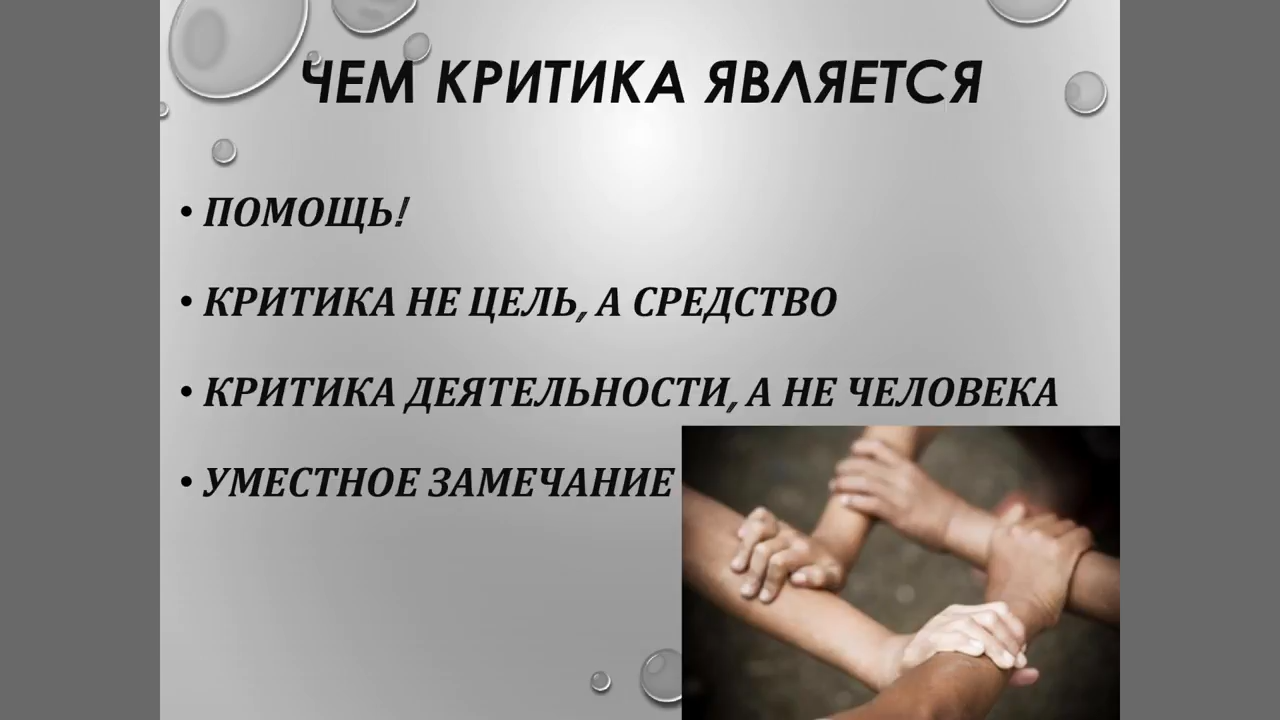 ЧЕМ КРИТИКА ЯВЛЯЕТСЯ
• ПОМОЩЬ!
• КРИТИКА НЕ ЦЕЛЬ, А СРЕДСТВО
• КРИТИКА ДЕЯТЕЛЬНОСТИ, А НЕ ЧЕЛОВЕКА
• УМЕСТНОЕ ЗАМЕЧАНИЕ